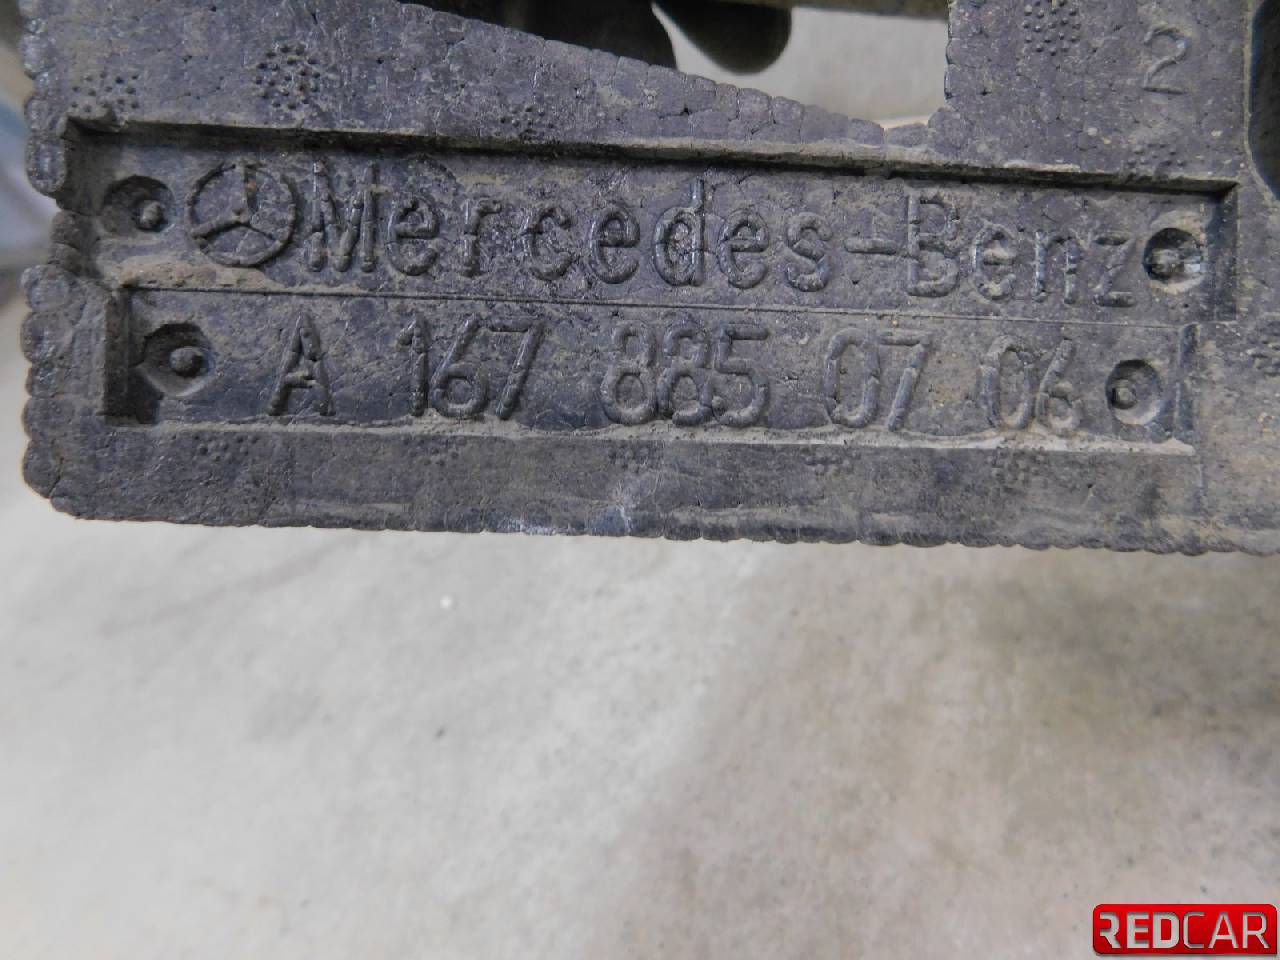 2
Mercedes-Benz
A 167 885 07 06
REDCAR